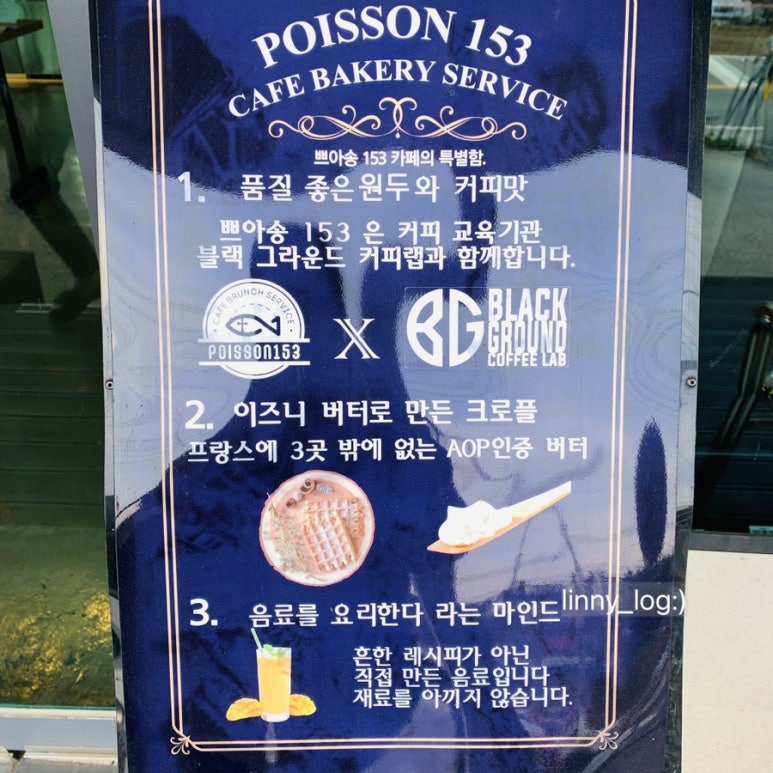 POISSON 153
CAFE BAKERY SERVICE
쁘아송 153 카페의 특별함.
1. 품질 좋은원두와 커피맛
쁘아송 153 은 커피 교육기관
블랙 그라운드 커피랩과 함께합니다.
CAFE BRUNCH SERVICE
POISSON153
X
BG BLACK
GROUND
COFFEE LAB
2. 이즈니 버터로 만든 크로플
프랑스에 3곳 밖에 없는 AOP인증 버터
3. 음료를 요리한다 라는 마인드
linny_log:)
흔한 레시피가 아닌
직접 만든 음료입니다
재료를 아끼지 않습니다.